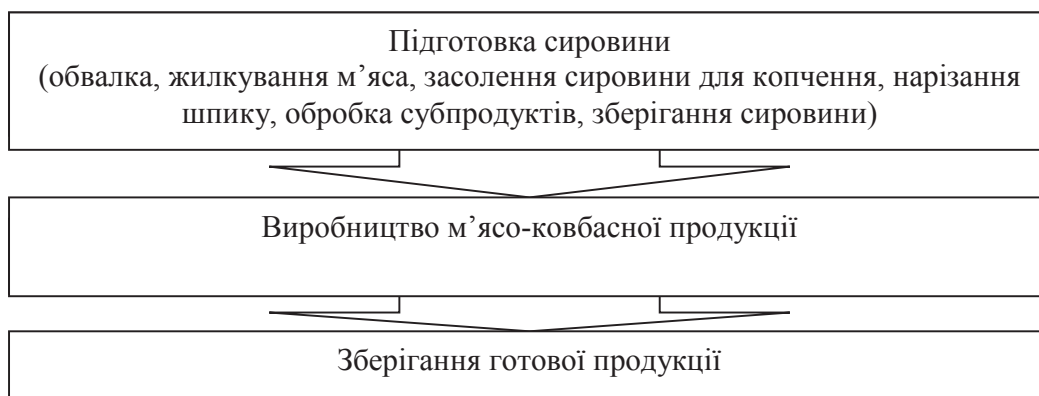 Підготовка сировини
(обвалка, жилкування м’яса, засолення сировини для копчення, нарізання
шпику, обробка субпродуктів, зберігання сировини)
Виробництво м’ясо-ковбасної продукції
Зберігання готової продукції